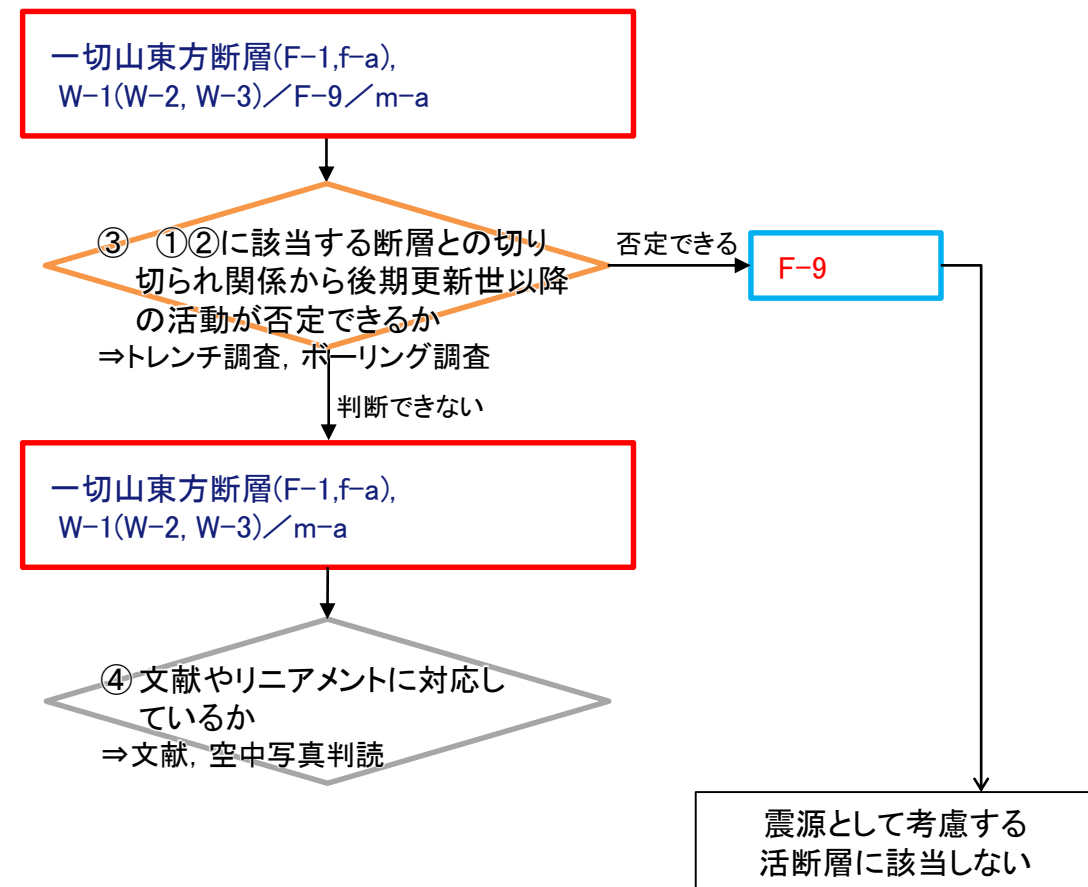 一切山東方断層(F-1,f-a),
W-1(W-2, W-3)／F-9／m-a
③　①②に該当する断層との切り
切られ関係から後期更新世以降
の活動が否定できるか
⇒トレンチ調査, ボーリング調査
否定できる
F-9
判断できない
一切山東方断層(F-1,f-a),
W-1(W-2, W-3)／m-a
④ 文献やリニアメントに対応し
ているか
⇒文献, 空中写真判読
震源として考慮する
活断層に該当しない